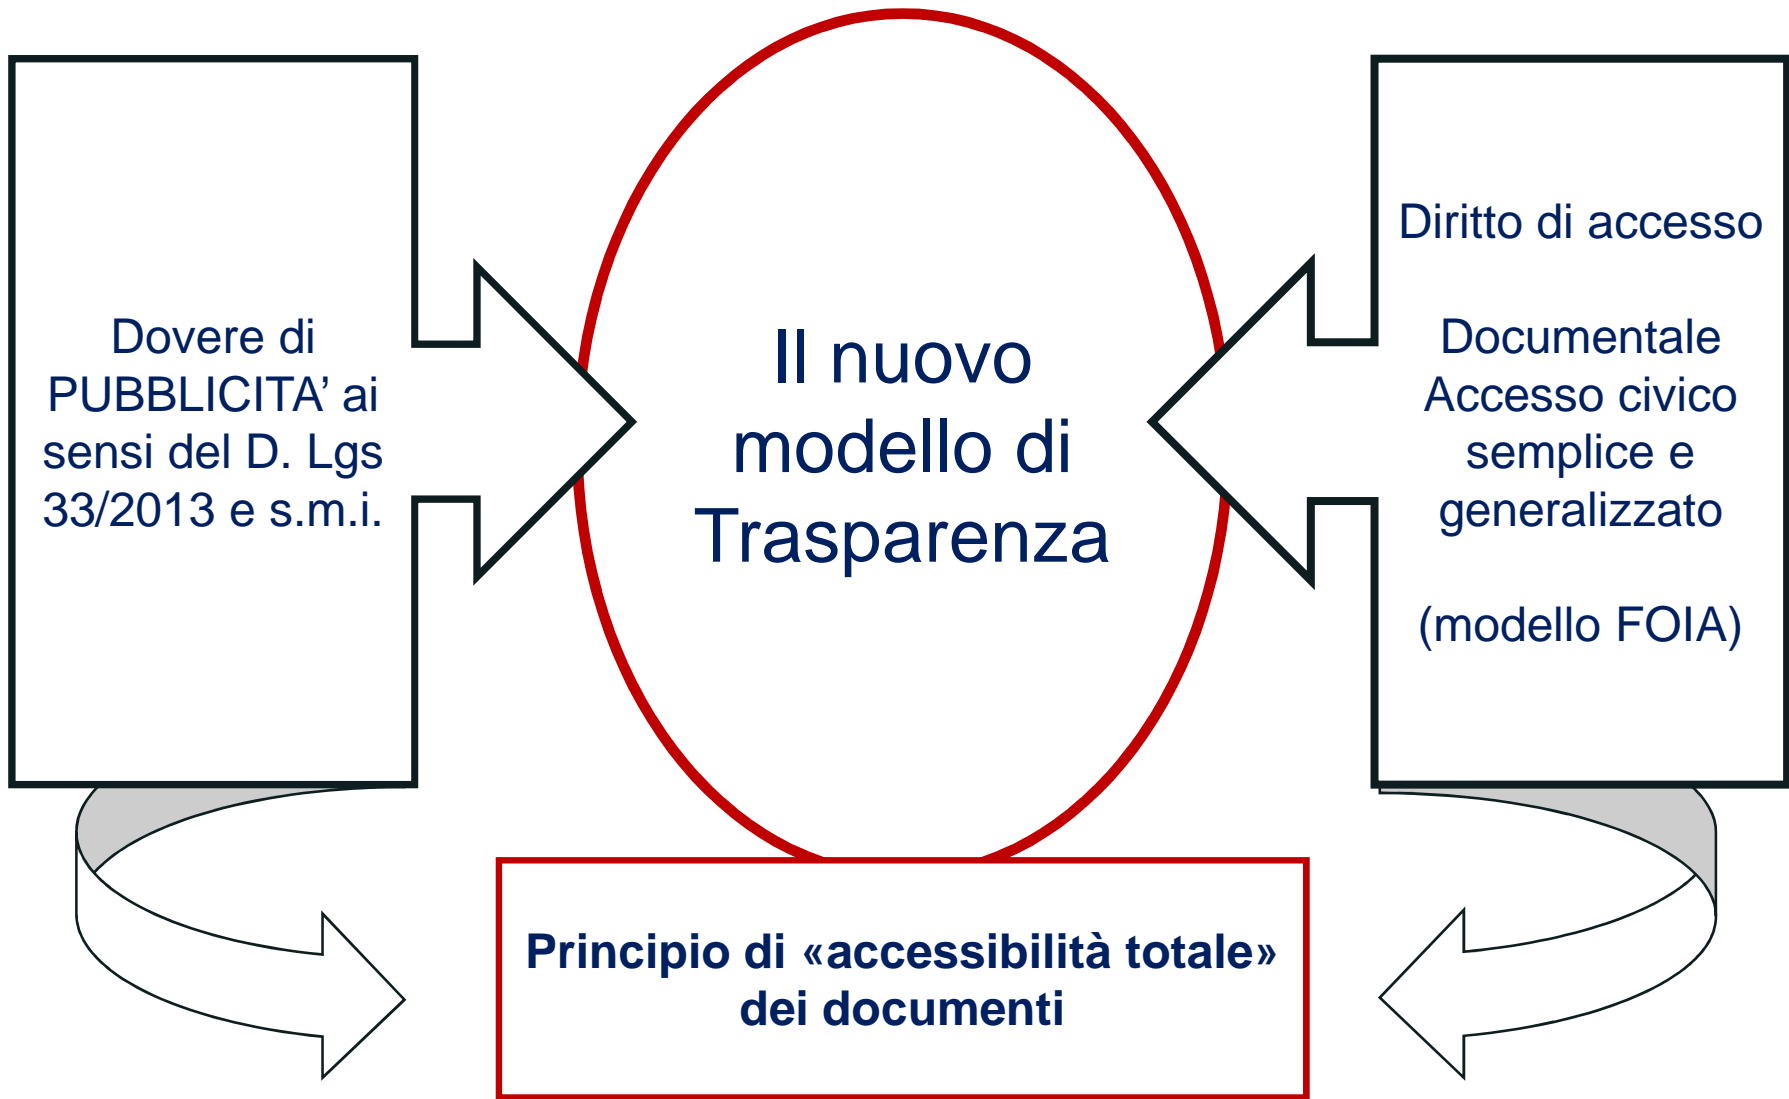 Dovere di
PUBBLICITA’ ai
sensi del D. Lgs
33/2013 e s.m.i.
Il nuovo
modello di
Trasparenza
Diritto di accesso
Documentale
Accesso civico
semplice e
generalizzato
(modello FOIA)
Principio di «accessibilità totale»
dei documenti